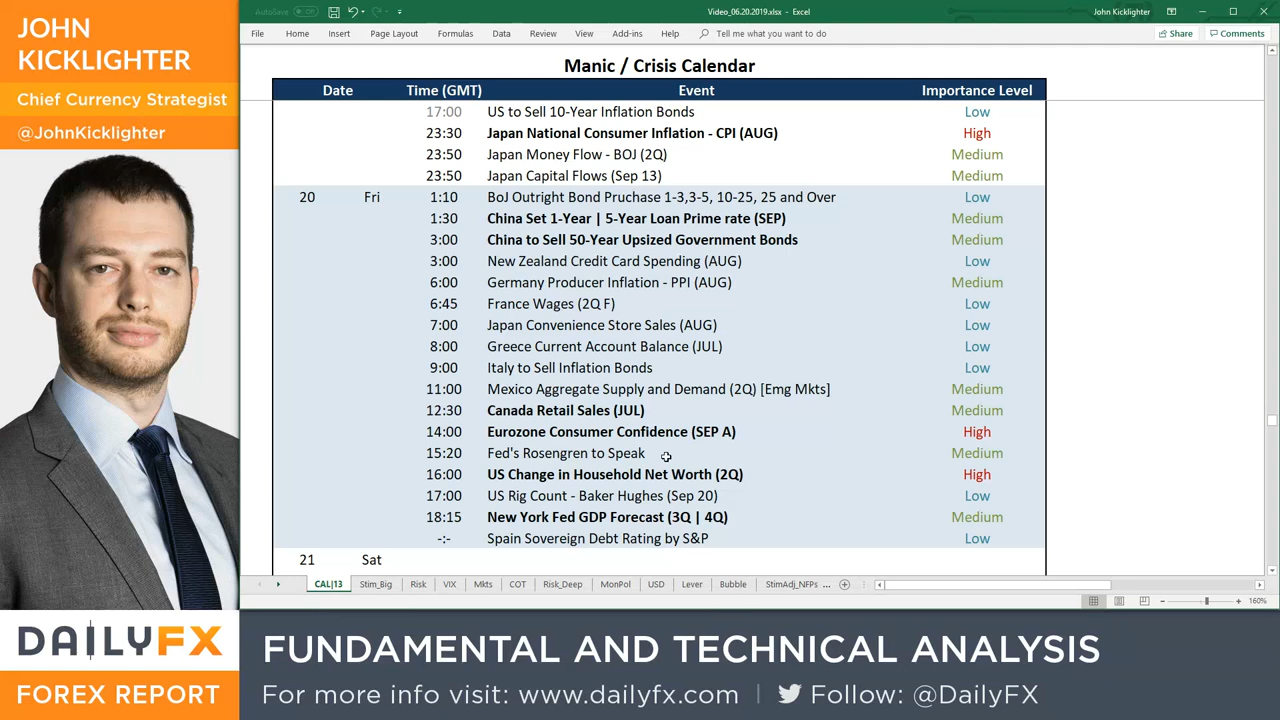 JOHN
KICKLIGHTER
Chief Currency Strategist
@JohnKicklighter
AutoSave Off
Video_06.20.2019.xlsx - Excel
John Kicklighter
File Home Insert Page Layout Formulas Data Review View Add-ins Help Tell me what you want to do Share Comments
Manic / Crisis Calendar
Date Time (GMT) Event Importance Level
17:00 US to Sell 10-Year Inflation Bonds Low
23:30 Japan National Consumer Inflation - CPI (AUG) High
23:50 Japan Money Flow - BOJ (2Q) Medium
23:50 Japan Capital Flows (Sep 13) Medium
20 Fri 1:10 BoJ Outright Bond Pruchase 1-3,3-5, 10-25, 25 and Over Low
1:30 China Set 1-Year | 5-Year Loan Prime rate (SEP) Medium
3:00 China to Sell 50-Year Upsized Government Bonds Medium
3:00 New Zealand Credit Card Spending (AUG) Low
6:00 Germany Producer Inflation - PPI (AUG) Medium
6:45 France Wages (2Q F) Low
7:00 Japan Convenience Store Sales (AUG) Low
8:00 Greece Current Account Balance (JUL) Low
9:00 Italy to Sell Inflation Bonds Low
11:00 Mexico Aggregate Supply and Demand (2Q) [Emg Mkts] Medium
12:30 Canada Retail Sales (JUL) Medium
14:00 Eurozone Consumer Confidence (SEP A) High
15:20 Fed's Rosengren to Speak Medium
16:00 US Change in Household Net Worth (2Q) High
17:00 US Rig Count - Baker Hughes (Sep 20) Low
18:15 New York Fed GDP Forecast (3Q | 4Q) Medium
-:- Spain Sovereign Debt Rating by S&P Low
21 Sat
CAL|13 Stim_Big Risk VIX Mkts COT Risk_Deep MonPol USD Lever Bubble StimAdj_NFPs ...
160%
DAILYFX
FOREX REPORT
FUNDAMENTAL AND TECHNICAL ANALYSIS
For more info visit: www.dailyfx.com | Follow: @DailyFX